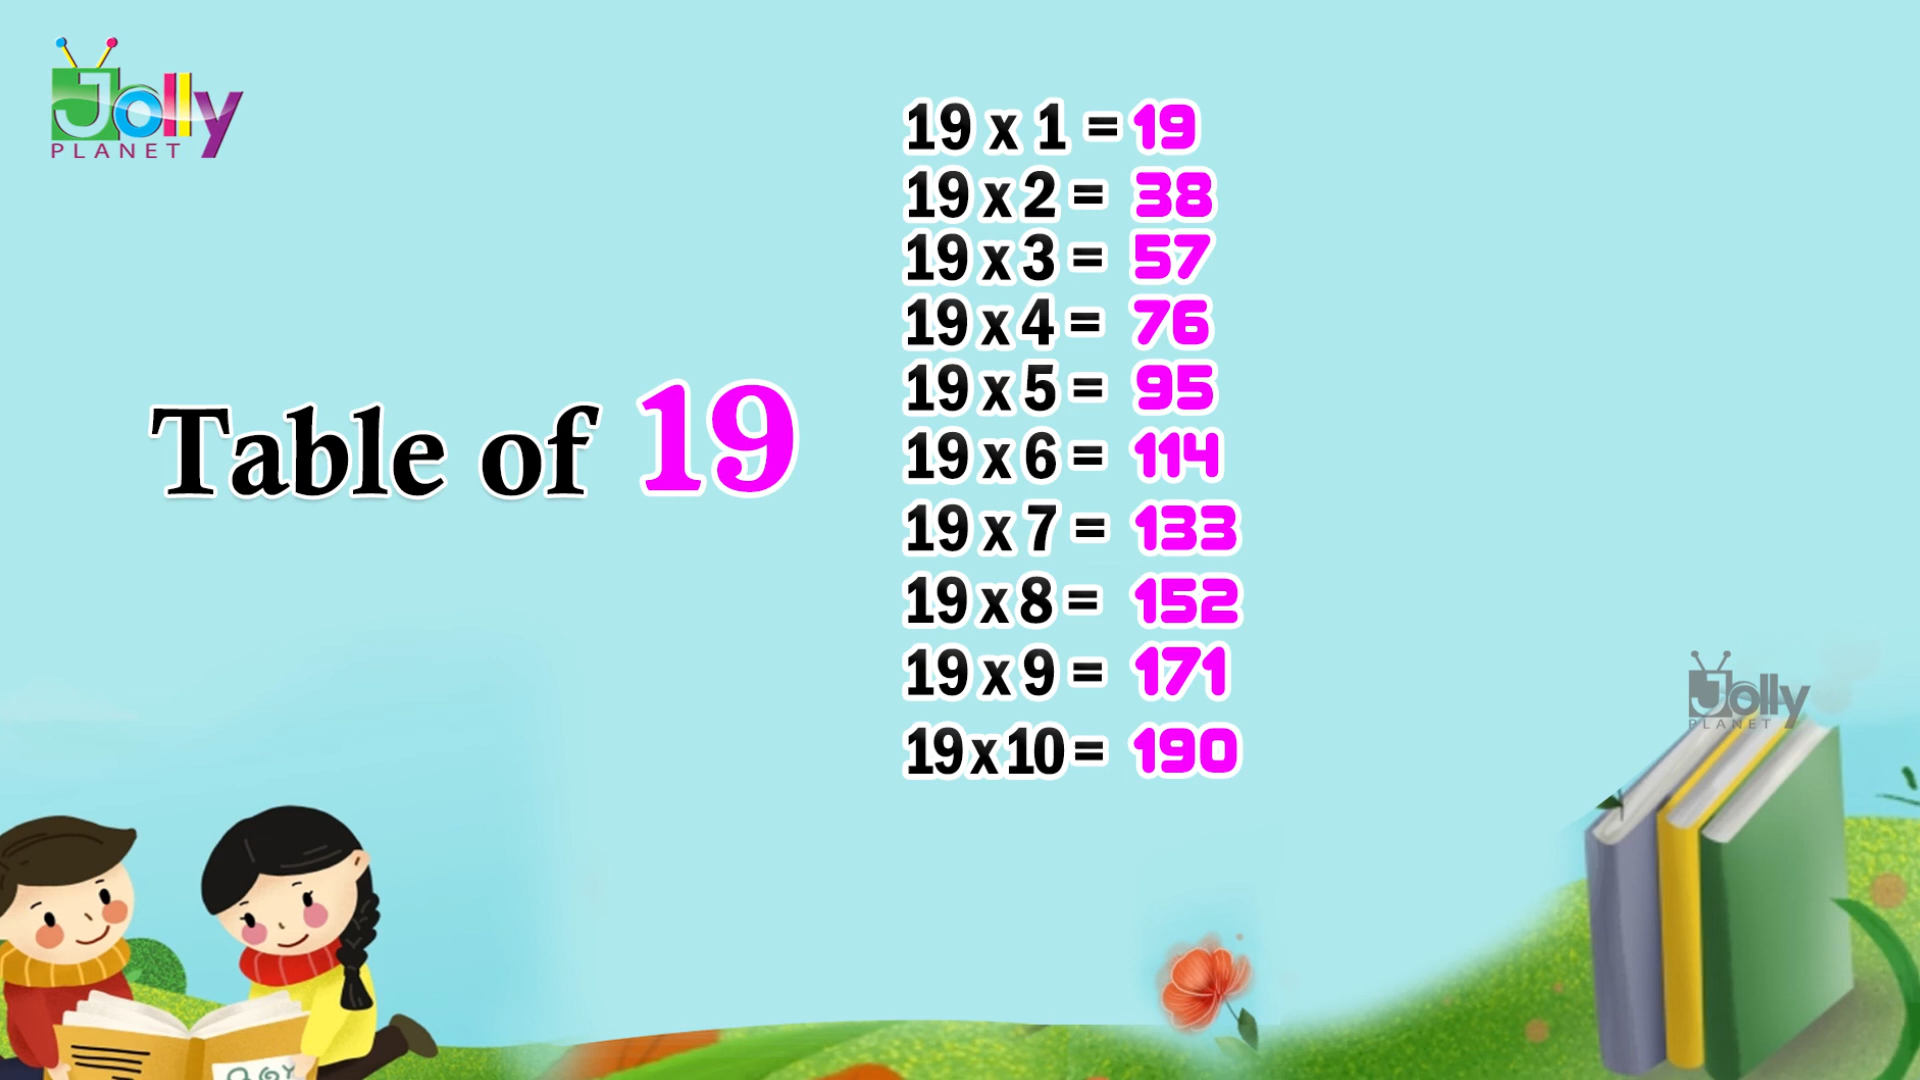 Jolly
PLANET
Table of 19
19 x 1 = 19
19 x 2 = 38
19 x 3 = 57
19 x 4 = 76
19 x 5 = 95
19 x 6 = 114
19 x 7 = 133
19 x 8 = 152
19 x 9 = 171
19 x 10 = 190
Jolly
PLANET